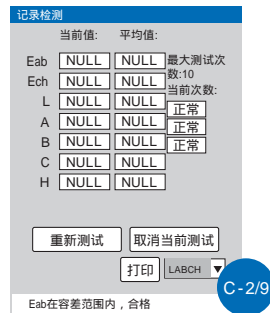 记录检测
当前值: 平均值:
Eab NULL NULL 最大测试次
数:10
Ech NULL NULL 当前次数:
L NULL NULL 正常
A NULL NULL 正常
B NULL NULL 正常
C NULL NULL
H NULL NULL
重新测试 取消当前测试
打印 LABCH
C-2/9
Eab在容差范围内，合格